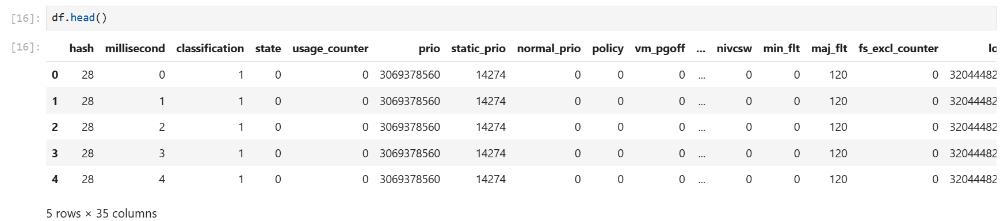 [16]: df.head()
[16]: hash millisecond classification state usage_counter prio static_prio normal_prio policy vm_pgoff ... nivcsw min_flt maj_flt fs_excl_counter lo
0 28 0 1 0 0 3069378560 14274 0 0 0 ... 0 0 120 0 32044482
1 28 1 1 0 0 3069378560 14274 0 0 0 ... 0 0 120 0 32044482
2 28 2 1 0 0 3069378560 14274 0 0 0 ... 0 0 120 0 32044482
3 28 3 1 0 0 3069378560 14274 0 0 0 ... 0 0 120 0 32044482
4 28 4 1 0 0 3069378560 14274 0 0 0 ... 0 0 120 0 32044482
5 rows × 35 columns